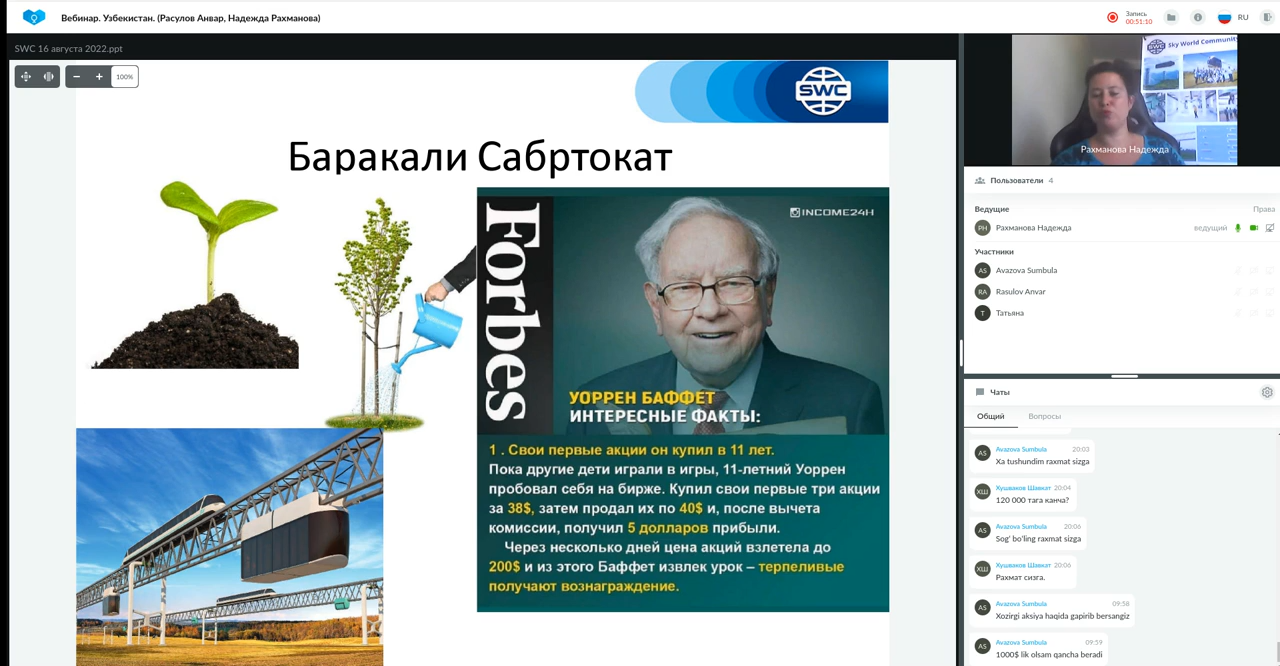 Вебинар. Узбекистан. (Расулов Анвар, Надежда Рахманова)
Запись
00:51:10
RU
SWC 16 августа 2022.ppt
100%
SWC
Баракали Сабртокат
Forbes
INCOME24H
УОРРЕН БАФФЕТ
ИНТЕРЕСНЫЕ ФАКТЫ:
1 . Свои первые акции он купил в 11 лет.
Пока другие дети играли в игры, 11-летний Уоррен
пробовал себя на бирже. Купил свои первые три акции
за 38$, затем продал их по 40$ и, после вычета
комиссии, получил 5 долларов прибыли.
Через несколько дней цена акций взлетела до
200$ и из этого Баффет извлек урок – терпеливые
получают вознаграждение.
SWC Sky World Community
Рахманова Надежда
Пользователи 4
Ведущие Права
РН Рахманова Надежда ведущий
Участники
AS Avazova Sumbula
RA Rasulov Anvar
Т Татьяна
Чаты
Общий Вопросы
AS Avazova Sumbula 20:03
Xa tushundim raxmat sizga
ХШ Хушваков Шавкат 20:04
120 000 тага канча?
AS Avazova Sumbula 20:06
Sog' bo'ling raxmat sizga
ХШ Хушваков Шавкат 20:06
Рахмат сизга.
AS Avazova Sumbula 09:58
Xozirgi aksiya haqida gapirib bersangiz
AS Avazova Sumbula 09:59
1000$ lik olsam qancha beradi